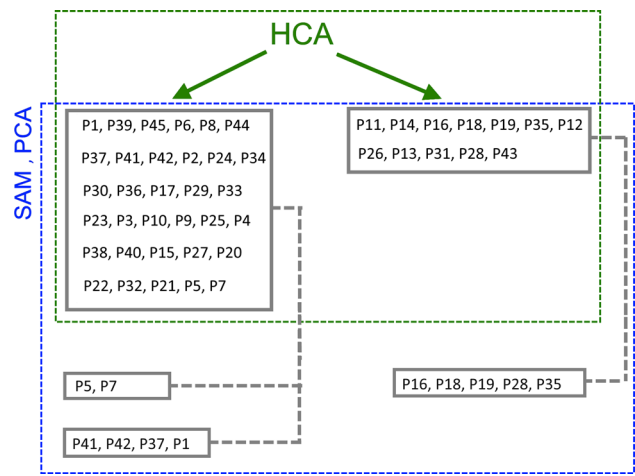 HCA
SAM , PCA
P1, P39, P45, P6, P8, P44
P37, P41, P42, P2, P24, P34
P30, P36, P17, P29, P33
P23, P3, P10, P9, P25, P4
P38, P40, P15, P27, P20
P22, P32, P21, P5, P7
P11, P14, P16, P18, P19, P35, P12
P26, P13, P31, P28, P43
P5, P7
P16, P18, P19, P28, P35
P41, P42, P37, P1